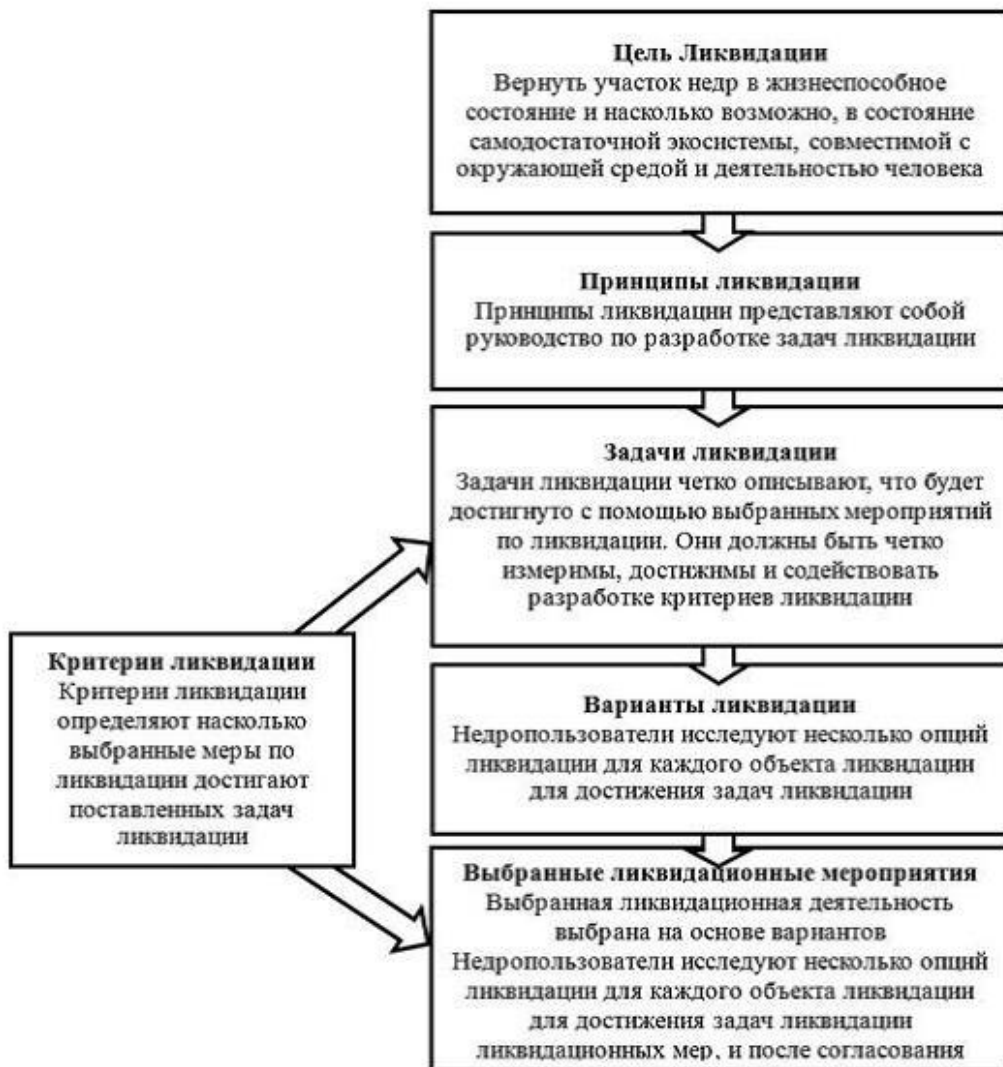 Цель Ликвидации
Вернуть участок недр в жизнеспособное
состояние и насколько возможно, в состояние
самодостаточной экосистемы, совместимой с
окружающей средой и деятельностью человека
Принципы ликвидации
Принципы ликвидации представляют собой
руководство по разработке задач ликвидации
Задачи ликвидации
Задачи ликвидации четко описывают, что будет
достигнуто с помощью выбранных мероприятий
по ликвидации. Они должны быть четко
измеримы, достижимы и содействовать
разработке критериев ликвидации
Критерии ликвидации
Критерии ликвидации
определяют насколько
выбранные меры по
ликвидации достигают
поставленных задач
ликвидации
Варианты ликвидации
Недропользователи исследуют несколько опций
ликвидации для каждого объекта ликвидации
для достижения задач ликвидации
Выбранные ликвидационные мероприятия
Выбранная ликвидационная деятельность
выбрана на основе вариантов
Недропользователи исследуют несколько опций
ликвидации для каждого объекта ликвидации
для достижения задач ликвидации
ликвидационных мер, и после согласования